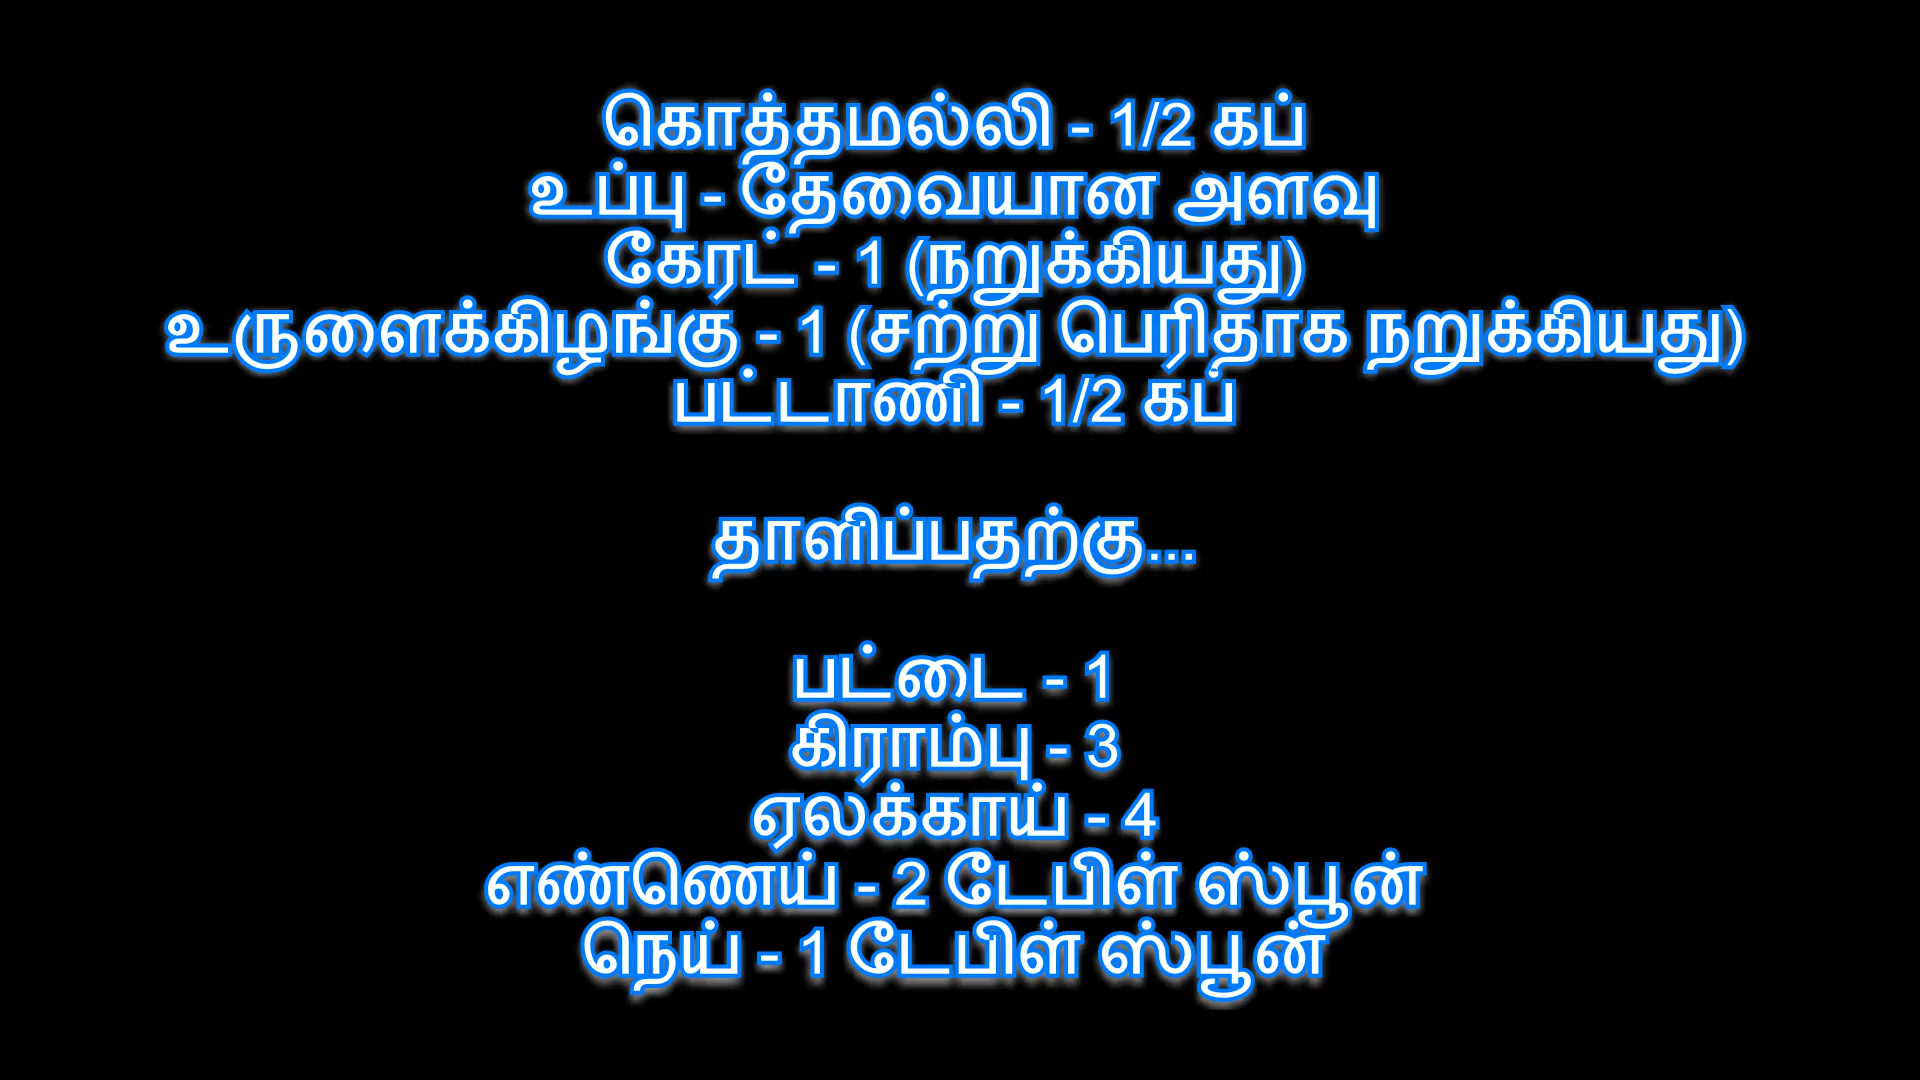 கொத்தமல்லி - 1/2 கப்
உப்பு - தேவையான அளவு
கேரட் - 1 (நறுக்கியது)
உருளைக்கிழங்கு - 1 (சற்று பெரிதாக நறுக்கியது)
பட்டாணி - 1/2 கப்
தாளிப்பதற்கு...
பட்டை - 1
கிராம்பு - 3
ஏலக்காய் - 4
எண்ணெய் - 2 டேபிள் ஸ்பூன்
நெய் - 1 டேபிள் ஸ்பூன்